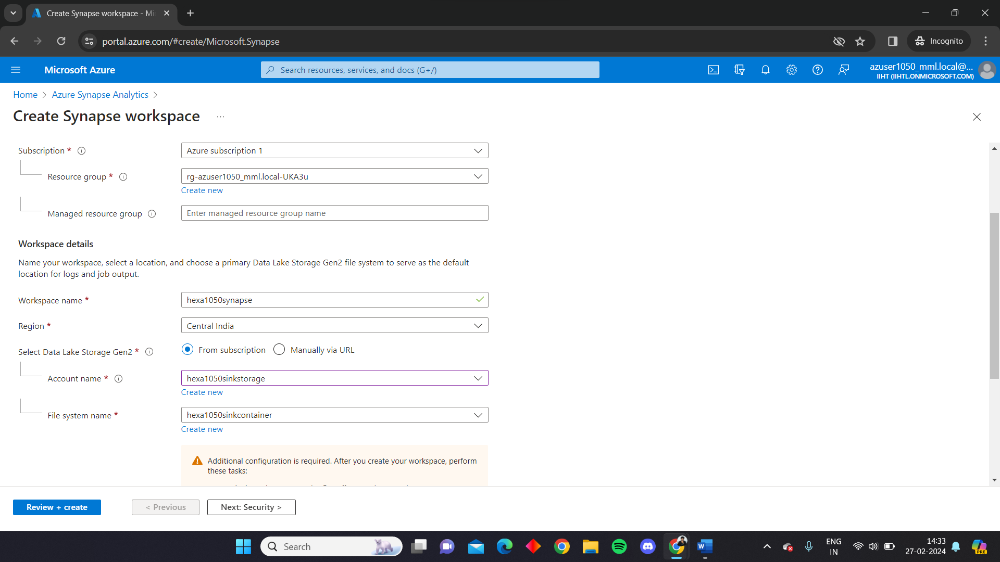 Create Synapse workspace - Mi
portal.azure.com/#create/Microsoft.Synapse
Incognito
Microsoft Azure
Search resources, services, and docs (G+/)
azuser1050_mml.local@...
IIHT (IIHTL.ONMICROSOFT.COM)
Home > Azure Synapse Analytics >
Create Synapse workspace ...
Subscription *
Azure subscription 1
Resource group *
rg-azuser1050_mml.local-UKA3u
Create new
Managed resource group
Enter managed resource group name
Workspace details
Name your workspace, select a location, and choose a primary Data Lake Storage Gen2 file system to serve as the default
location for logs and job output.
Workspace name *
hexa1050synapse
Region *
Central India
Select Data Lake Storage Gen2 *
From subscription
Manually via URL
Account name *
hexa1050sinkstorage
Create new
File system name *
hexa1050sinkcontainer
Create new
Additional configuration is required. After you create your workspace, perform
these tasks:
Review + create
< Previous
Next: Security >
Search
ENG
IN
14:33
27-02-2024
PRE